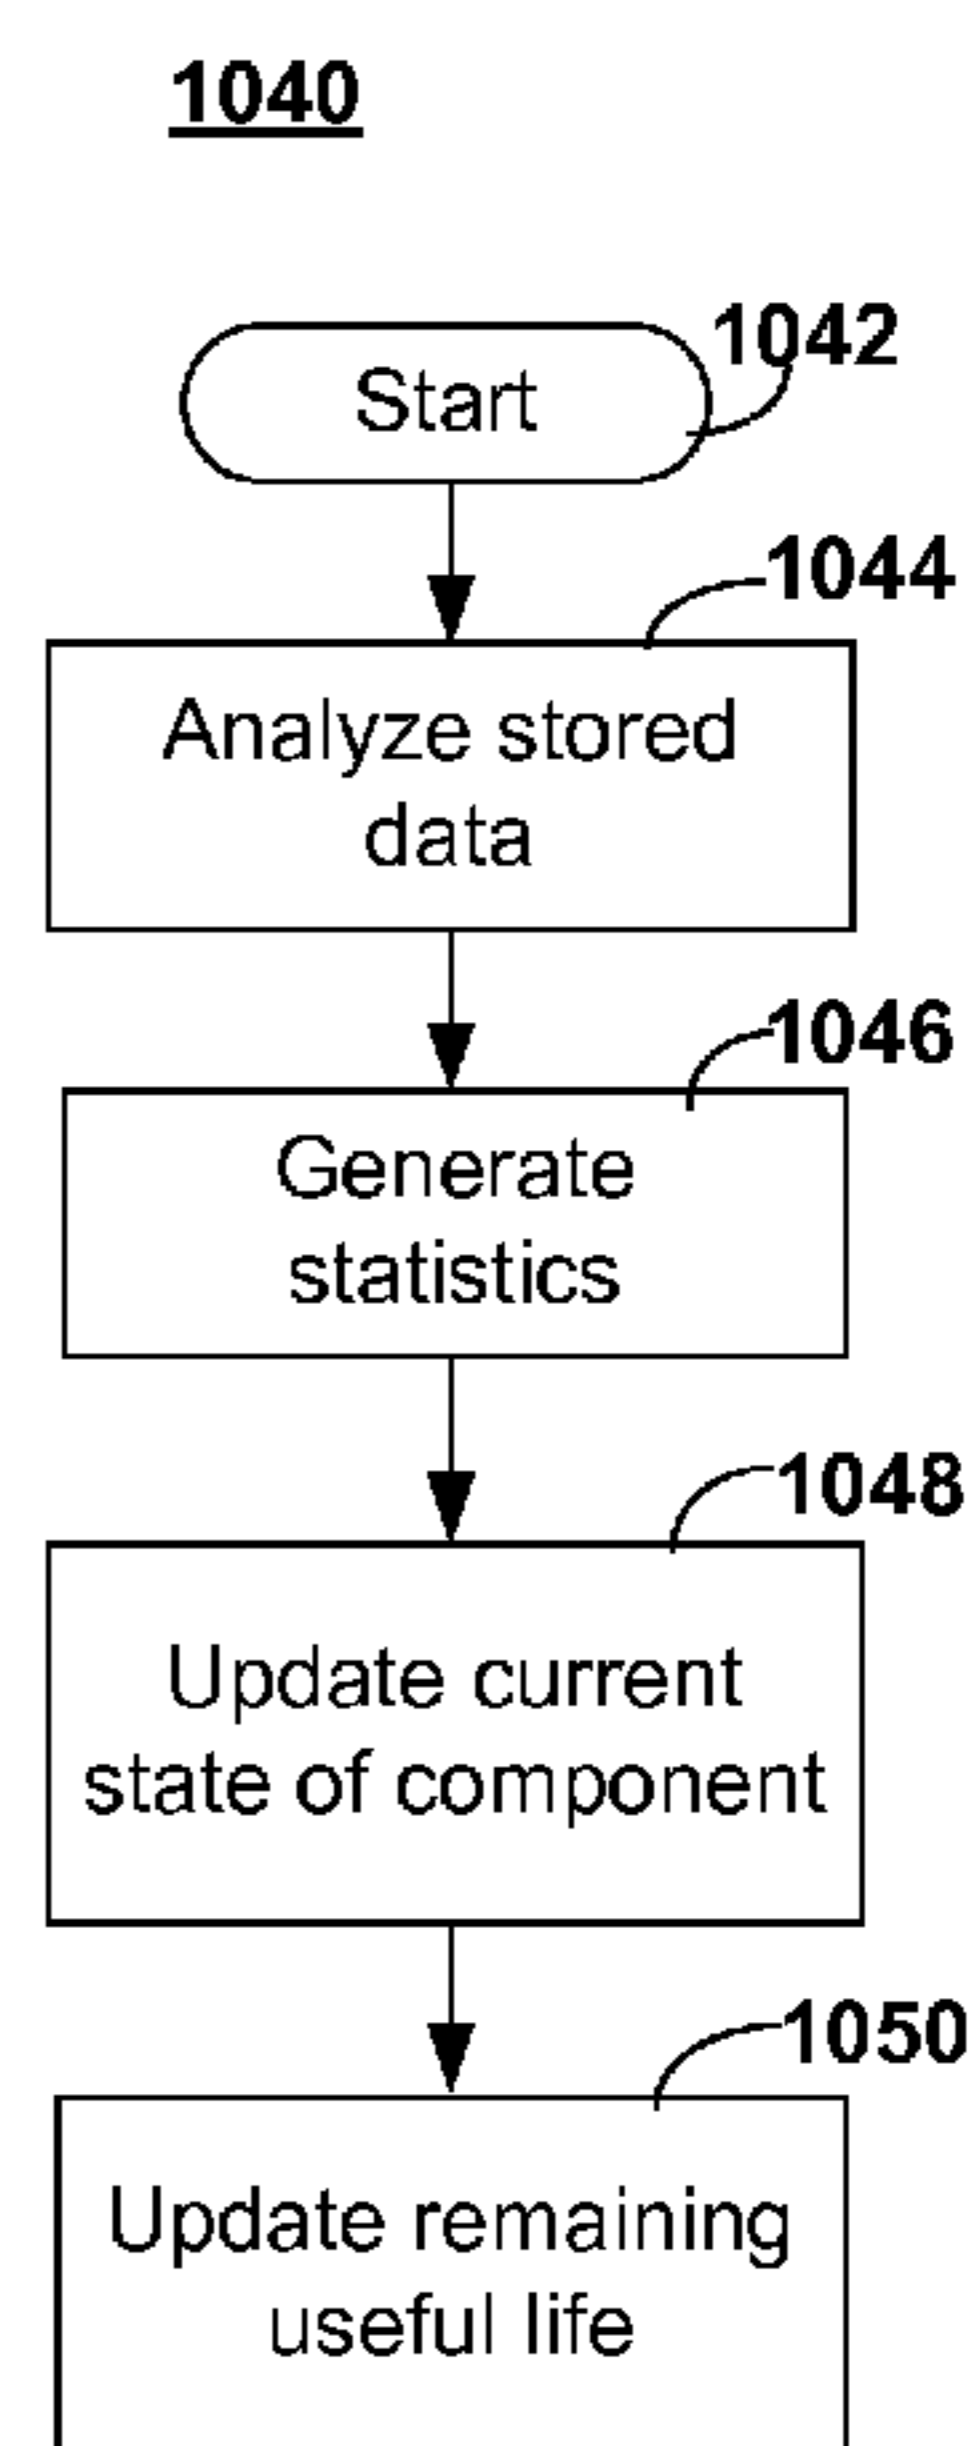 1040
1042
Start
1044
Analyze stored
data
1046
Generate
statistics
1048
Update current
state of component
1050
Update remaining
useful life